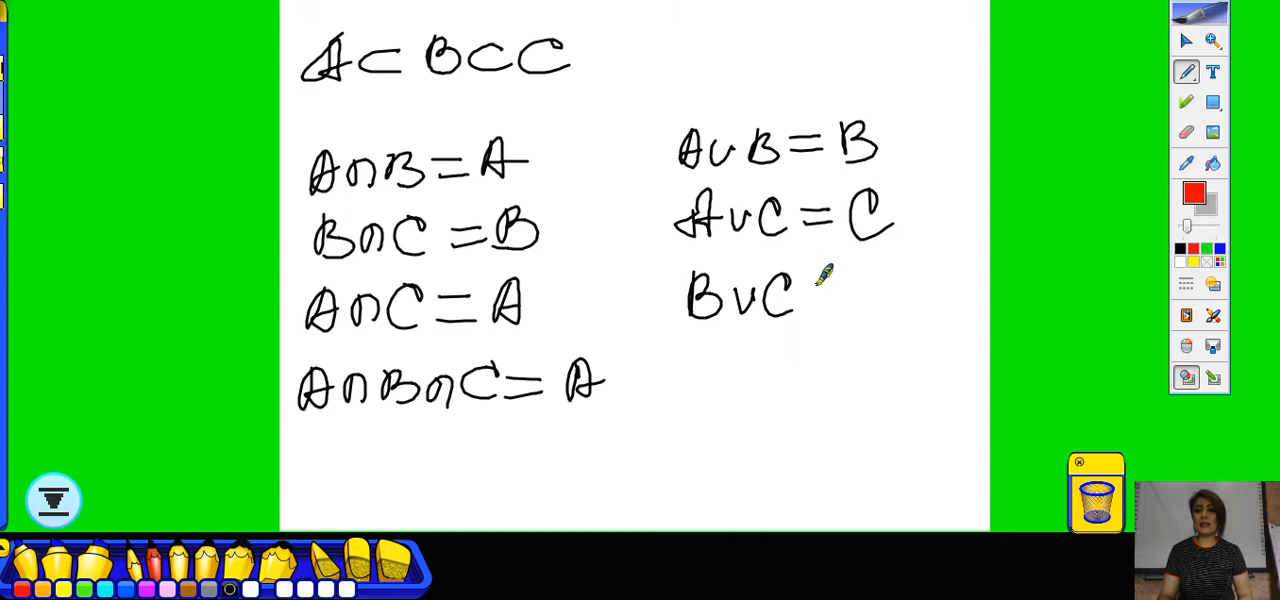 A ⊂ B ⊂ C
A ∩ B = A
B ∩ C = B
A ∩ C = A
A ∩ B ∩ C = A
A ∪ B = B
A ∪ C = C
B ∪ C